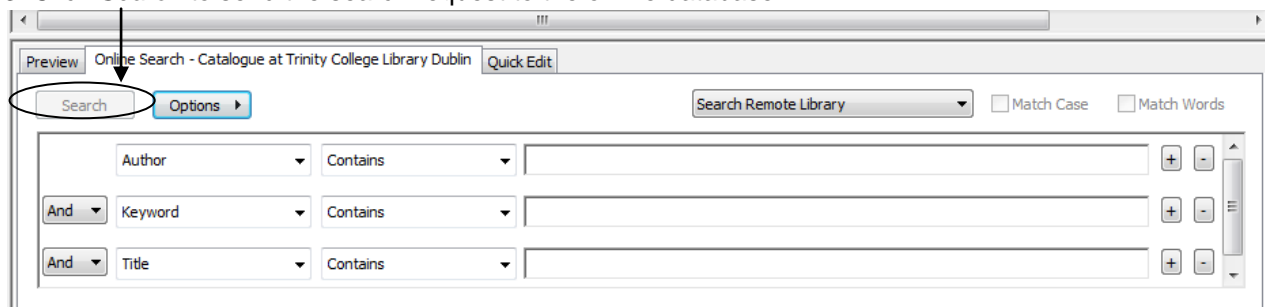 Preview Online Search - Catalogue at Trinity College Library Dublin Quick Edit
Search Options Search Remote Library Match Case Match Words
Author Contains + -
And Keyword Contains + -
And Title Contains + -